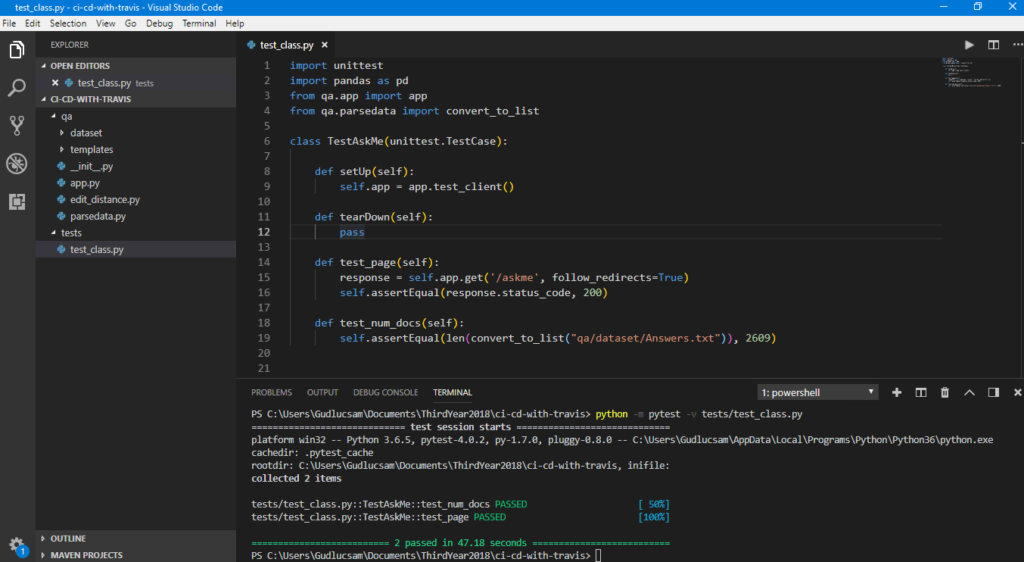 test_class.py - ci-cd-with-travis - Visual Studio Code
File Edit Selection View Go Debug Terminal Help
EXPLORER
OPEN EDITORS
test_class.py tests
CI-CD-WITH-TRAVIS
qa
dataset
templates
__init__.py
app.py
edit_distance.py
parsedata.py
tests
test_class.py
OUTLINE
MAVEN PROJECTS
1
test_class.py
1 import unittest
2 import pandas as pd
3 from qa.app import app
4 from qa.parsedata import convert_to_list
5
6 class TestAskMe(unittest.TestCase):
7
8 def setUp(self):
9 self.app = app.test_client()
10
11 def tearDown(self):
12 pass
13
14 def test_page(self):
15 response = self.app.get('/askme', follow_redirects=True)
16 self.assertEqual(response.status_code, 200)
17
18 def test_num_docs(self):
19 self.assertEqual(len(convert_to_list("qa/dataset/Answers.txt")), 2609)
20
21
PROBLEMS OUTPUT DEBUG CONSOLE TERMINAL 1: powershell
PS C:\Users\Gudlucsam\Documents\ThirdYear2018\ci-cd-with-travis> python -m pytest -v tests/test_class.py
============================= test session starts =============================
platform win32 -- Python 3.6.5, pytest-4.0.2, py-1.7.0, pluggy-0.8.0 -- C:\Users\Gudlucsam\AppData\Local\Programs\Python\Python36\python.exe
cachedir: .pytest_cache
rootdir: C:\Users\Gudlucsam\Documents\ThirdYear2018\ci-cd-with-travis, inifile:
collected 2 items
tests/test_class.py::TestAskMe::test_num_docs PASSED [ 50%]
tests/test_class.py::TestAskMe::test_page PASSED [100%]
========================== 2 passed in 47.18 seconds ==========================
PS C:\Users\Gudlucsam\Documents\ThirdYear2018\ci-cd-with-travis>